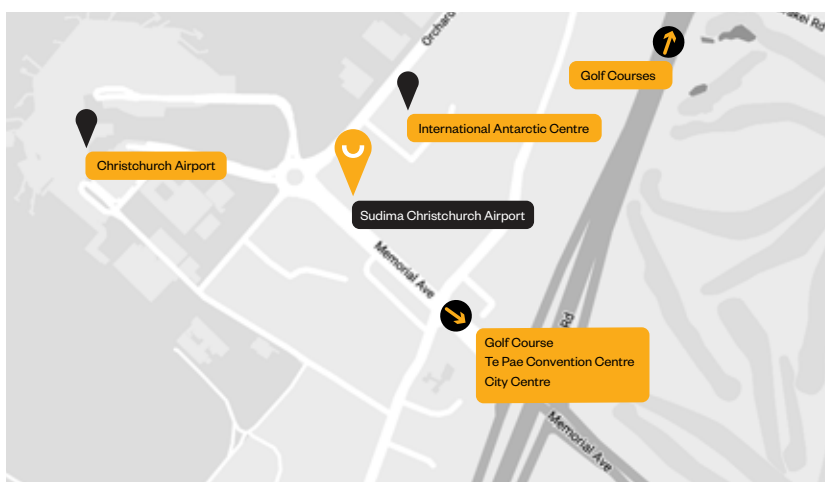 Orchard
Golf Courses
International Antarctic Centre
Christchurch Airport
Sudima Christchurch Airport
Memorial Ave
Golf Course
Te Pae Convention Centre
City Centre
Rd
Memorial Ave